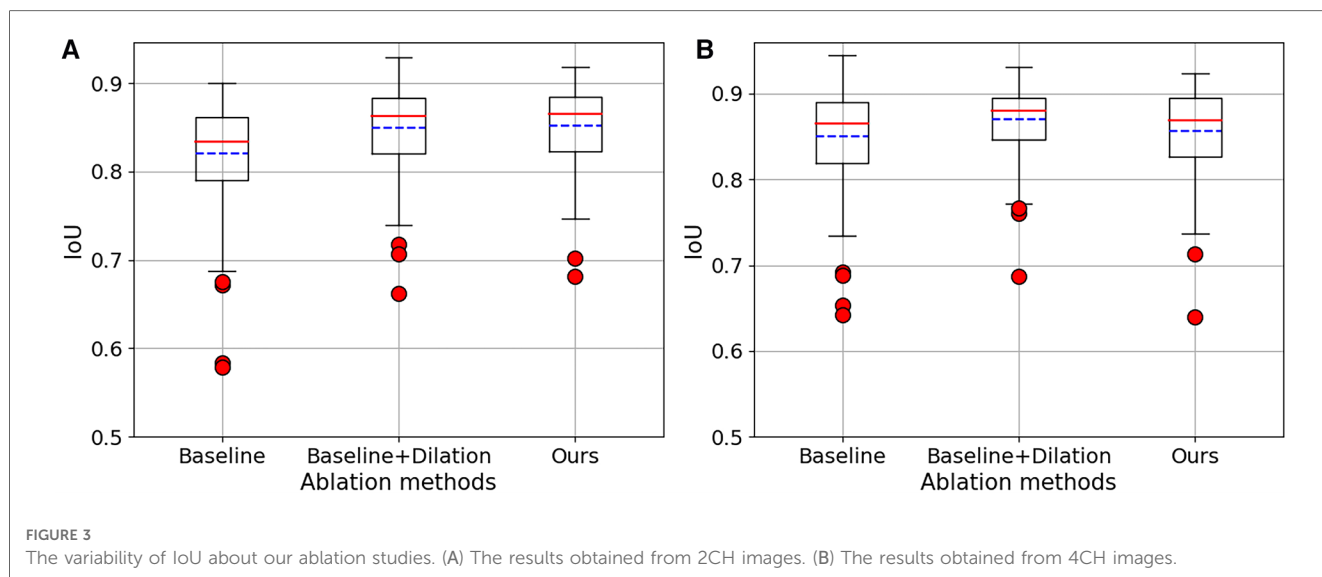 A
0.9
0.8
0.7
0.6
0.5
IoU
Baseline
Baseline+Dilation
Ours
Ablation methods
B
0.9
0.8
0.7
0.6
0.5
IoU
Baseline
Baseline+Dilation
Ours
Ablation methods
FIGURE 3
The variability of IoU about our ablation studies. (A) The results obtained from 2CH images. (B) The results obtained from 4CH images.